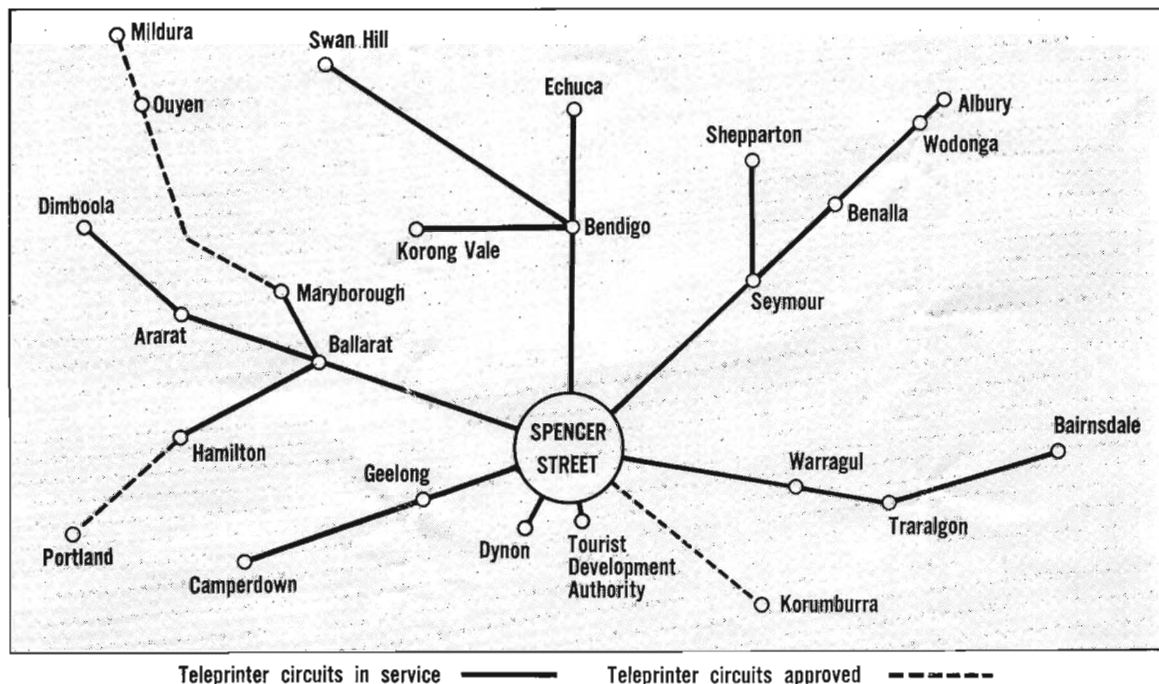 Mildura
Swan Hill
Echuca
Ouyen
Albury
Shepparton
Wodonga
Dimboola
Benalla
Bendigo
Korong Vale
Seymour
Maryborough
Ararat
Ballarat
SPENCER
STREET
Bairnsdale
Hamilton
Warragul
Geelong
Traralgon
Portland
Dynon
Tourist
Development
Authority
Camperdown
Korumburra
Teleprinter circuits in service
Teleprinter circuits approved